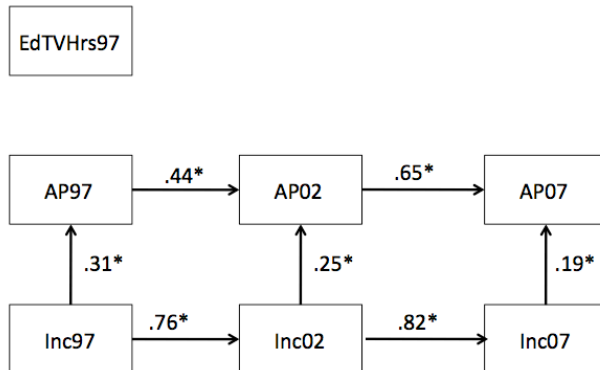 EdTVHrs97
AP97
.44*
AP02
.65*
AP07
.31*
.25*
.19*
Inc97
.76*
Inc02
.82*
Inc07